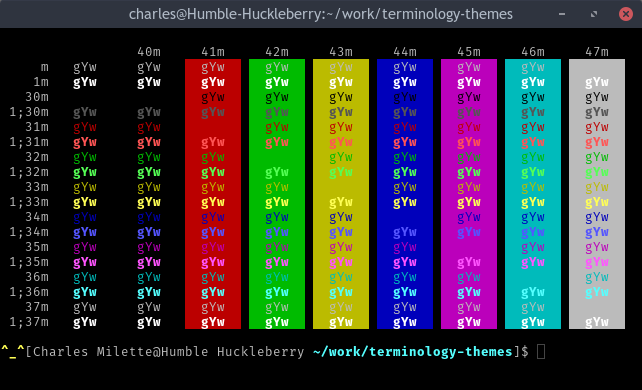 charles@Humble-Huckleberry:~/work/terminology-themes
40m 41m 42m 43m 44m 45m 46m 47m
m gYw gYw gYw gYw gYw gYw gYw gYw
1m gYw gYw gYw gYw gYw gYw gYw gYw gYw
30m gYw gYw gYw gYw gYw gYw gYw
1;30m gYw gYw gYw gYw gYw gYw gYw gYw gYw
31m gYw gYw gYw gYw gYw gYw gYw gYw
1;31m gYw gYw gYw gYw gYw gYw gYw gYw gYw
32m gYw gYw gYw gYw gYw gYw gYw gYw
1;32m gYw gYw gYw gYw gYw gYw gYw gYw gYw
33m gYw gYw gYw gYw gYw gYw gYw gYw
1;33m gYw gYw gYw gYw gYw gYw gYw gYw gYw
34m gYw gYw gYw gYw gYw gYw gYw gYw
1;34m gYw gYw gYw gYw gYw gYw gYw gYw gYw
35m gYw gYw gYw gYw gYw gYw gYw gYw
1;35m gYw gYw gYw gYw gYw gYw gYw gYw gYw
36m gYw gYw gYw gYw gYw gYw gYw gYw
1;36m gYw gYw gYw gYw gYw gYw gYw gYw gYw
37m gYw gYw gYw gYw gYw gYw gYw gYw
1;37m gYw gYw gYw gYw gYw gYw gYw gYw gYw
^_^[Charles Milette@Humble Huckleberry ~/work/terminology-themes]$